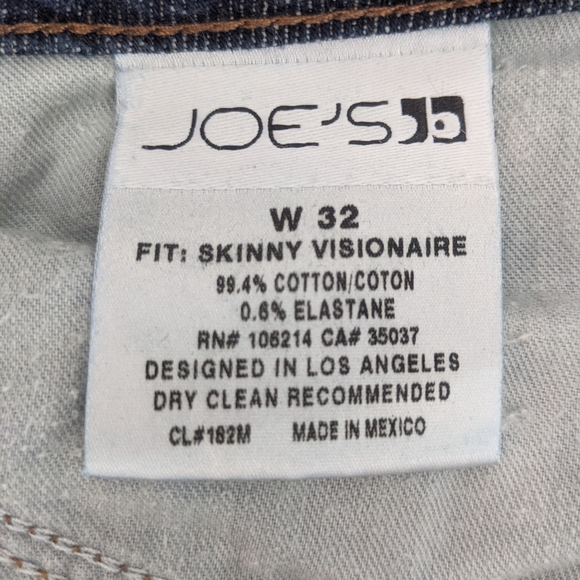 JOE'S
W 32
FIT: SKINNY VISIONAIRE
99.4% COTTON/COTON
0.6% ELASTANE
RN# 106214 CA# 35037
DESIGNED IN LOS ANGELES
DRY CLEAN RECOMMENDED
CL#182M MADE IN MEXICO